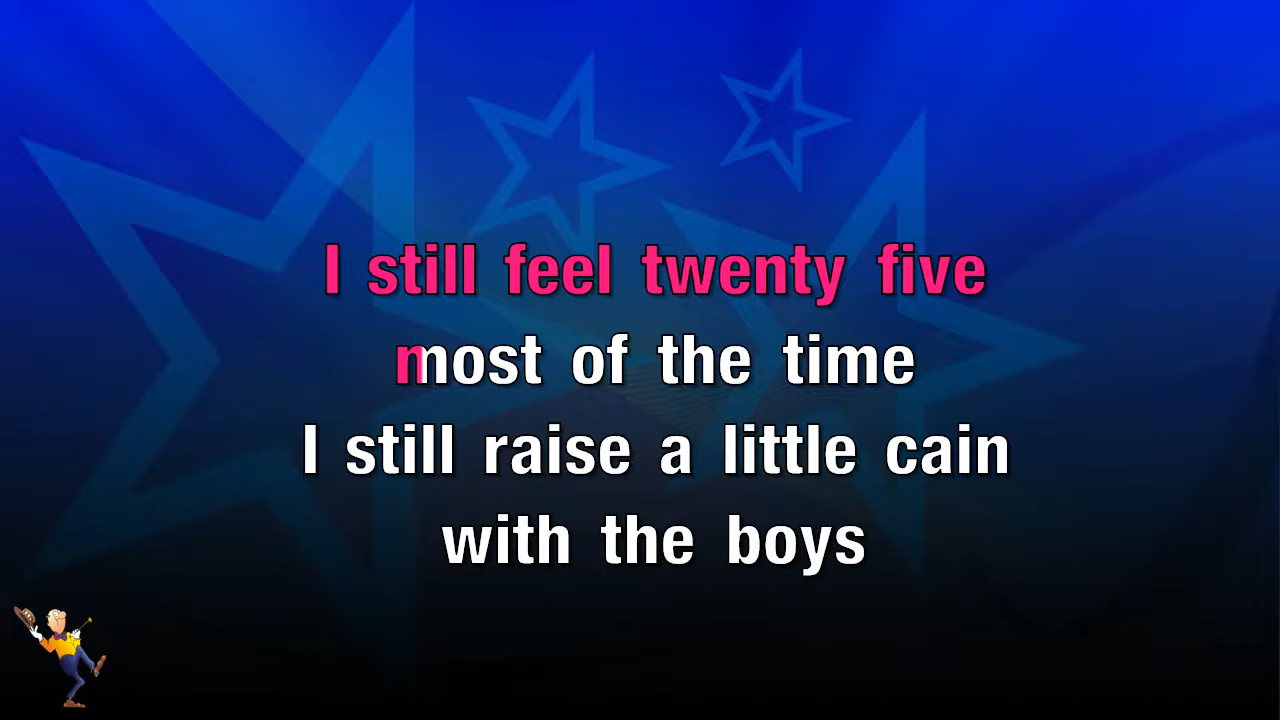 I still feel twenty five
most of the time
I still raise a little cain
with the boys